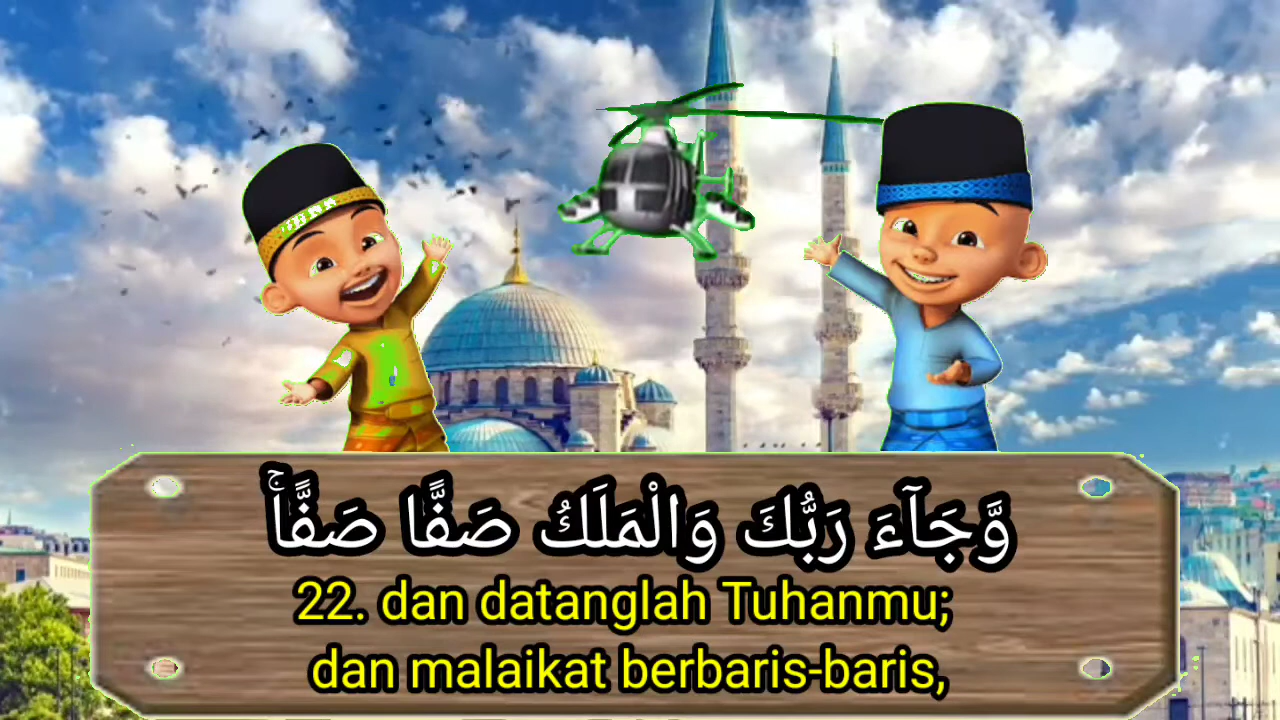 وَّجَآءَ رَبُّكَ وَالْمَلَكُ صَفًّا صَفًّاۚ
22. dan datanglah Tuhanmu;
dan malaikat berbaris-baris,